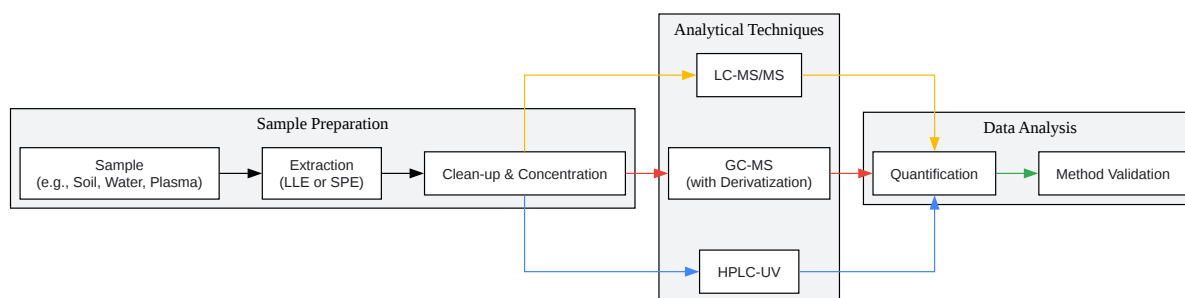 Analytical Techniques
LC-MS/MS
Sample Preparation
Data Analysis
Sample
(e.g., Soil, Water, Plasma)
Extraction
(LLE or SPE)
Clean-up & Concentration
GC-MS
(with Derivatization)
Quantification
Method Validation
HPLC-UV